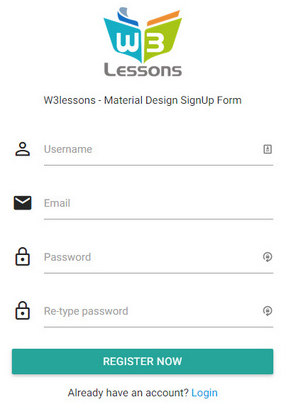 W3
Lessons
W3lessons - Material Design SignUp Form
Username
Email
Password
Re-type password
REGISTER NOW
Already have an account? Login